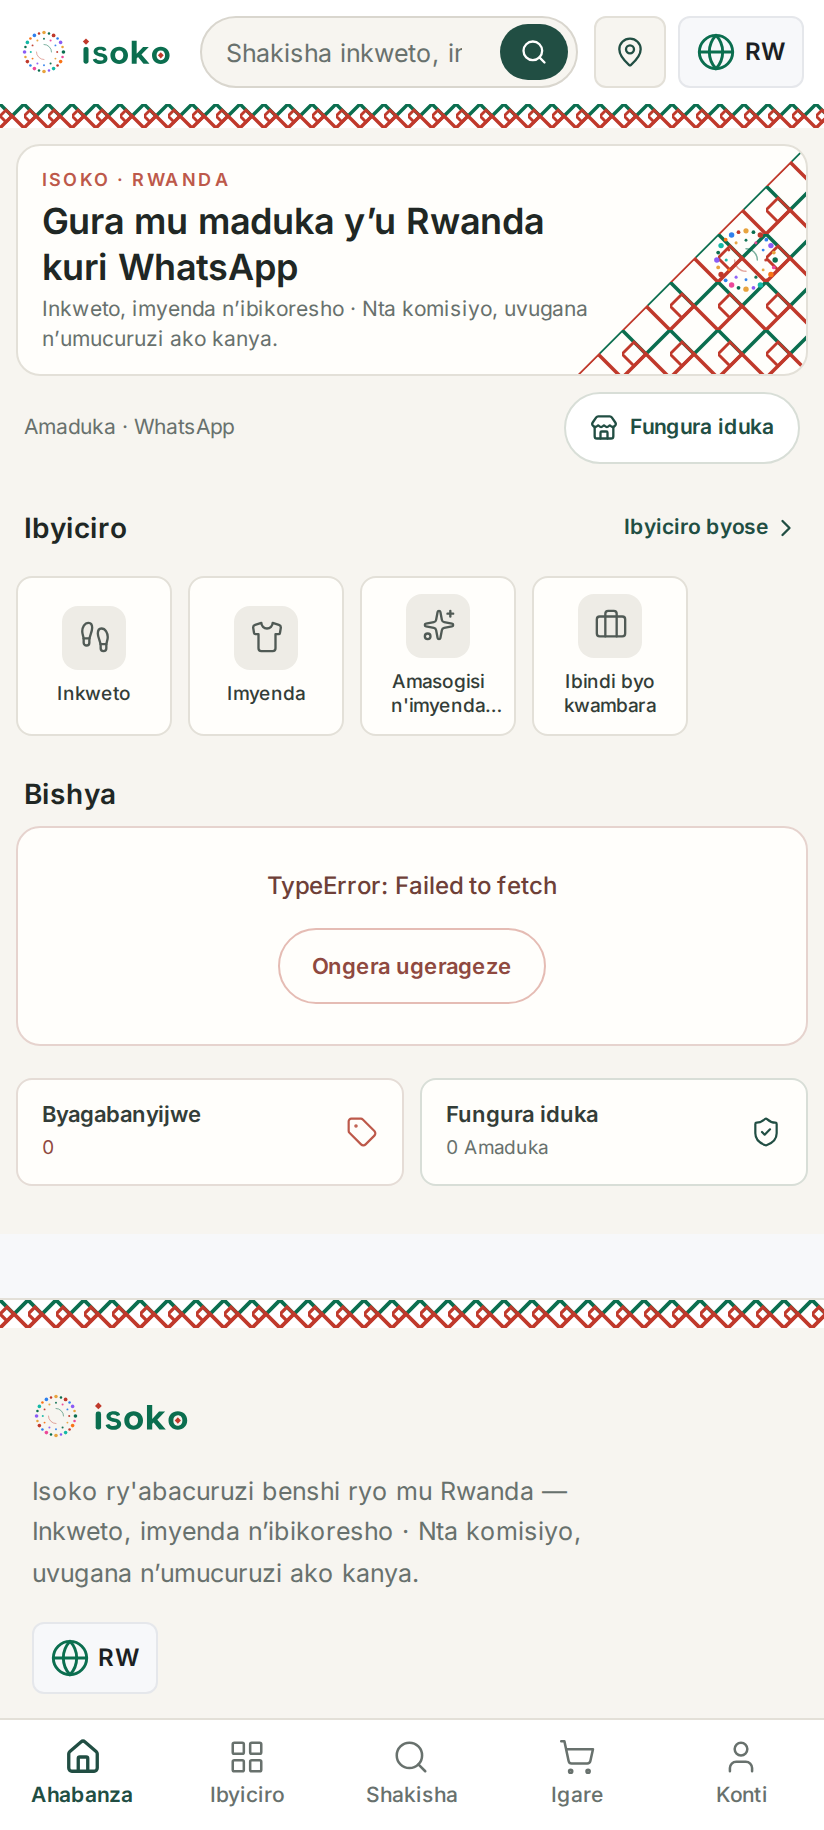 isoko
Shakisha inkweto, ir
RW
ISOKO · RWANDA
Gura mu maduka y’u Rwanda
kuri WhatsApp
Inkweto, imyenda n’ibikoresho · Nta komisiyo, uvugana
n’umucuruzi ako kanya.
Amaduka · WhatsApp
Fungura iduka
Ibyiciro
Ibyiciro byose
Inkweto
Imyenda
Amasogisi
n'imyenda...
Ibindi byo
kwambara
Bishya
TypeError: Failed to fetch
Ongera ugerageze
Byagabanyijwe
0
Fungura iduka
0 Amaduka
isoko
Isoko ry'abacuruzi benshi ryo mu Rwanda —
Inkweto, imyenda n’ibikoresho · Nta komisiyo,
uvugana n’umucuruzi ako kanya.
RW
Ahabanza
Ibyiciro
Shakisha
Igare
Konti